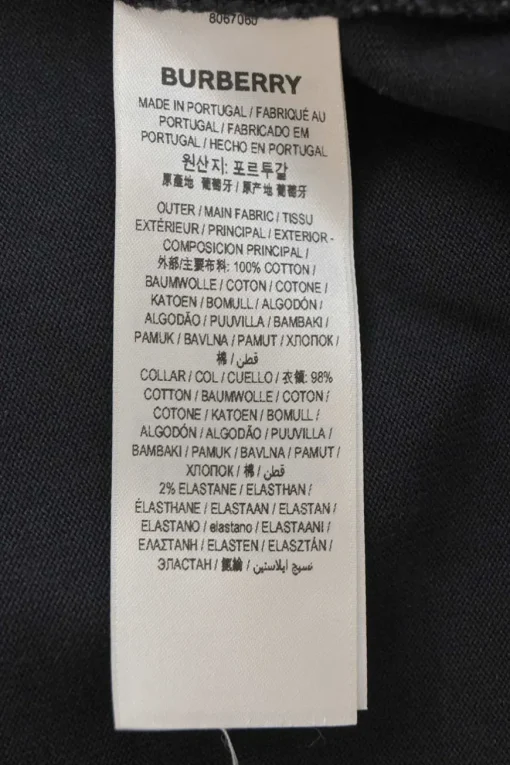 8067060
BURBERRY
MADE IN PORTUGAL / FABRIQUÉ AU
PORTUGAL / FABRICADO EM
PORTUGAL / HECHO EN PORTUGAL
원산지: 포르투갈
原產地 葡萄牙 / 原产地 葡萄牙
OUTER / MAIN FABRIC / TISSU
EXTÉRIEUR / PRINCIPAL / EXTERIOR -
COMPOSICION PRINCIPAL /
外部/主要布料: 100% COTTON /
BAUMWOLLE / COTON / COTONE /
KATOEN / BOMULL / ALGODÓN /
ALGODÃO / PUUVILLA / BAMBAKI /
PAMUK / BAVLNA / PAMUT / ХЛОПОК /
棉 / قطن
COLLAR / COL / CUELLO / 衣領: 98%
COTTON / BAUMWOLLE / COTON /
COTONE / KATOEN / BOMULL /
ALGODÓN / ALGODÃO / PUUVILLA /
BAMBAKI / PAMUK / BAVLNA / PAMUT /
ХЛОПОК / 棉 / قطن
2% ELASTANE / ELASTHAN /
ÉLASTHANE / ELASTAAN / ELASTAN /
ELASTANO / elastano / ELASTAANI /
ΕΛΑΣΤΑΝΗ / ELASTEN / ELASZTÁN /
ЭЛАСТАН / نسيج ايلاستين